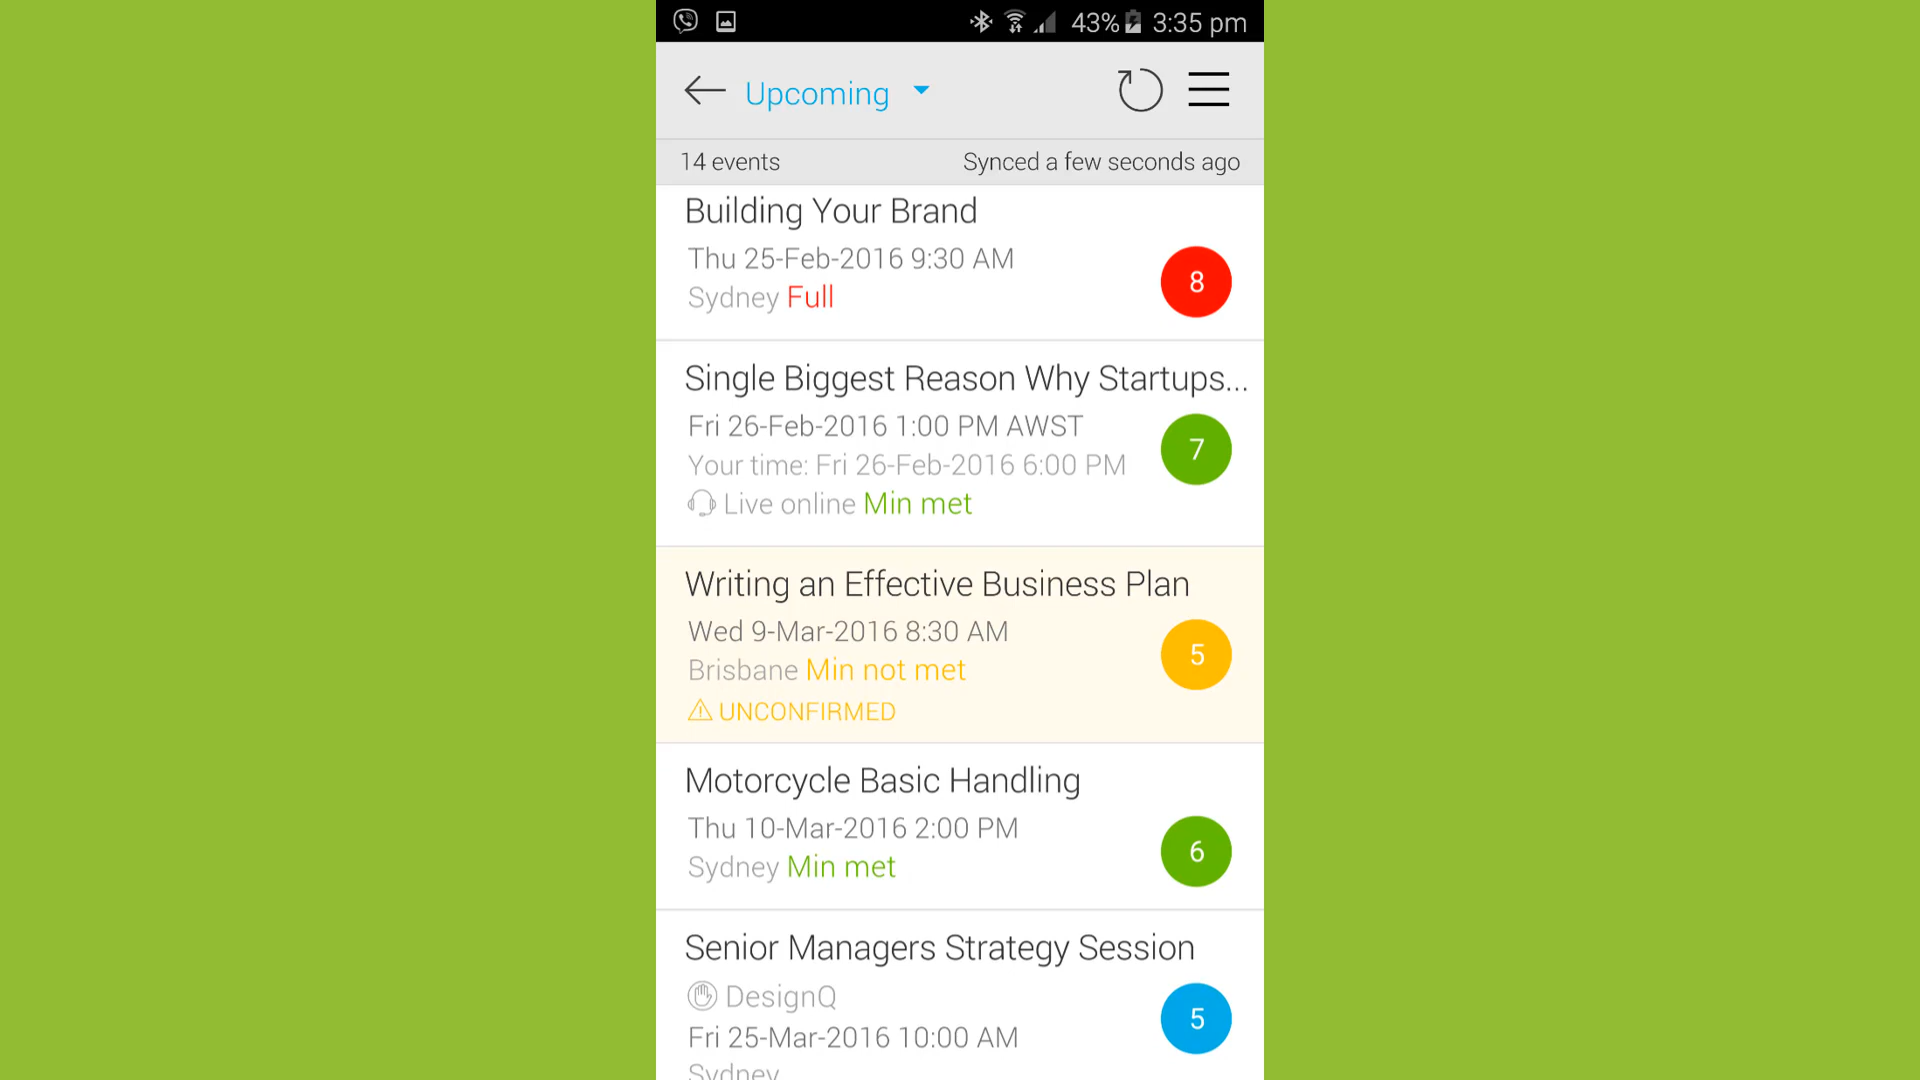 43% 3:35 pm
Upcoming
14 events Synced a few seconds ago
Building Your Brand
Thu 25-Feb-2016 9:30 AM
Sydney Full
8
Single Biggest Reason Why Startups...
Fri 26-Feb-2016 1:00 PM AWST
Your time: Fri 26-Feb-2016 6:00 PM
Live online Min met
7
Writing an Effective Business Plan
Wed 9-Mar-2016 8:30 AM
Brisbane Min not met
UNCONFIRMED
5
Motorcycle Basic Handling
Thu 10-Mar-2016 2:00 PM
Sydney Min met
6
Senior Managers Strategy Session
DesignQ
Fri 25-Mar-2016 10:00 AM
Sydney
5